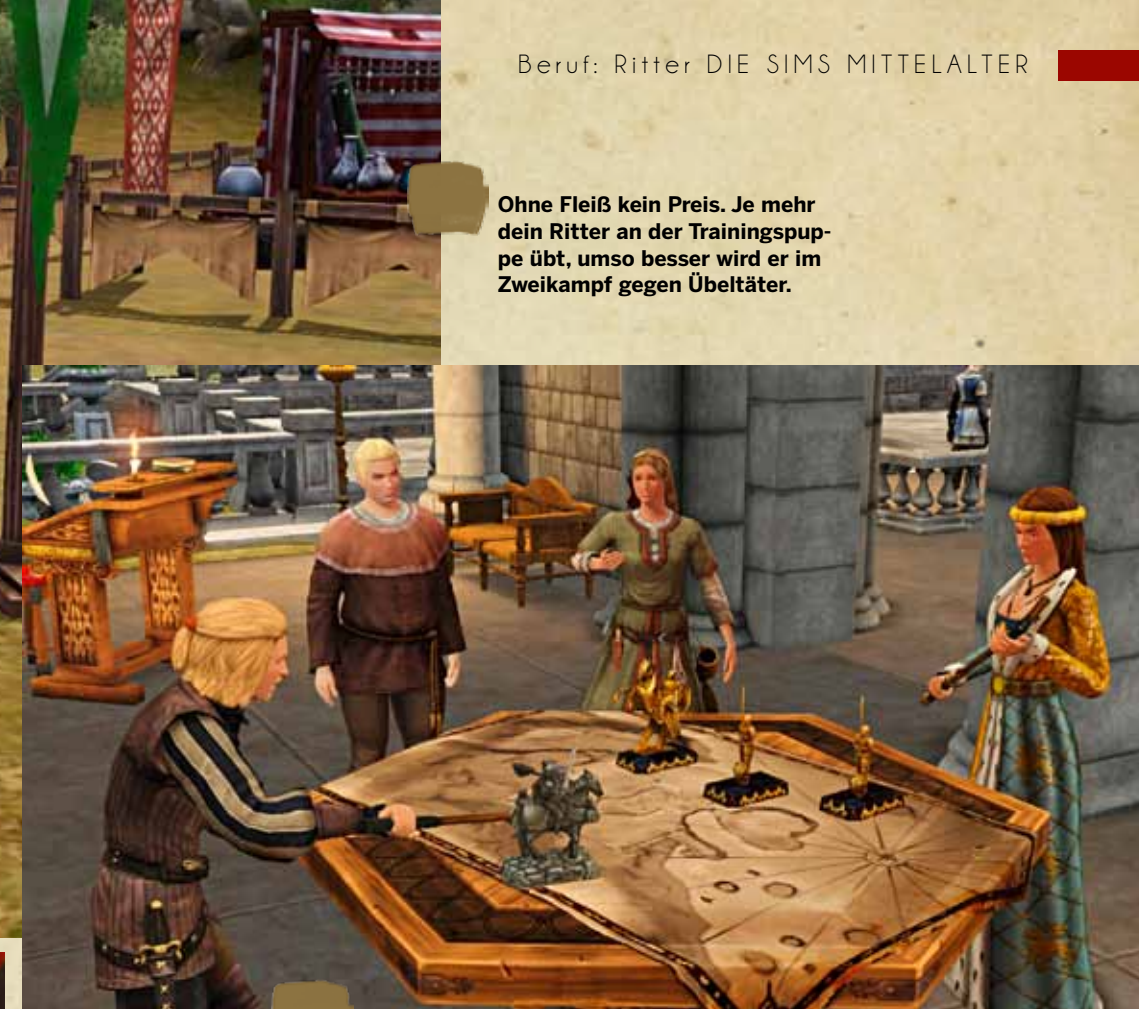 Beruf: Ritter DIE SIMS MITTELALTER
Ohne Fleiß kein Preis. Je mehr
dein Ritter an der Trainingspup-
pe übt, umso besser wird er im
Zweikampf gegen Übeltäter.